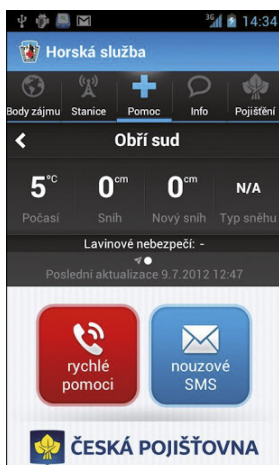 3G 14:34
Horská služba
Body zájmu Stanice Pomoc Info Pojištění
Obří sud
5°C 0cm 0cm N/A
Počasí Sníh Nový sníh Typ sněhu
Lavinové nebezpečí: -
Poslední aktualizace 9.7.2012 12:47
rychlé nouzové
pomoci SMS
ČESKÁ POJIŠŤOVNA